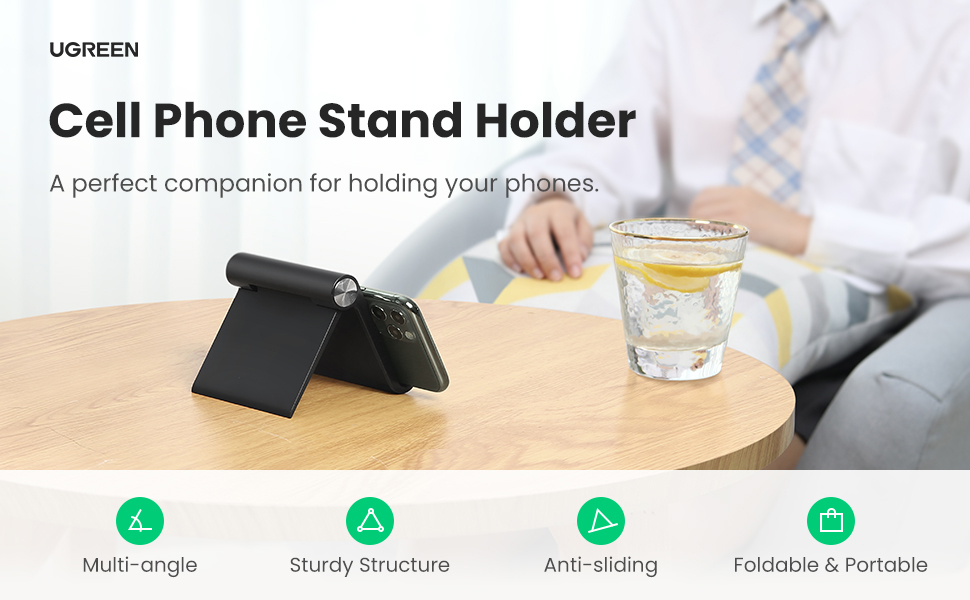 UGREEN
Cell Phone Stand Holder
A perfect companion for holding your phones.
Multi-angle
Sturdy Structure
Anti-sliding
Foldable & Portable